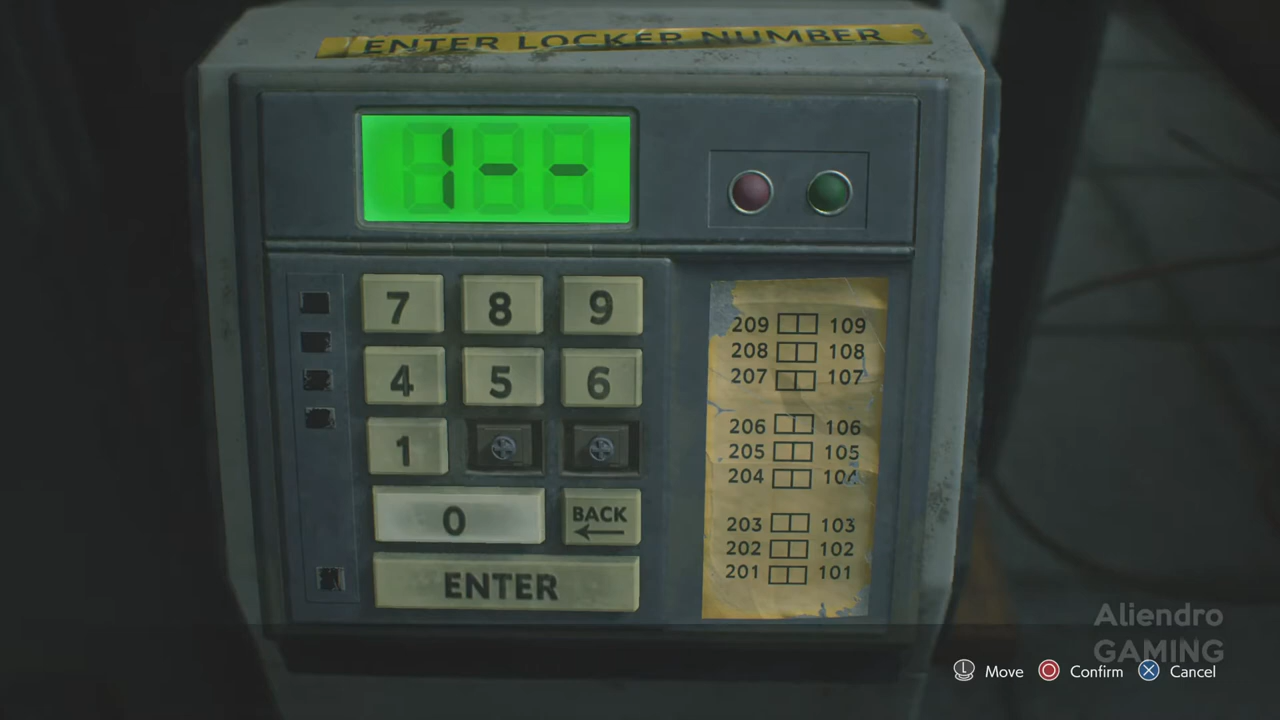 ENTER LOCKER NUMBER
1--
7 8 9
4 5 6
1
0 BACK
ENTER
209 109
208 108
207 107
206 106
205 105
204 104
203 103
202 102
201 101
Aliendro
GAMING
L Move Confirm Cancel